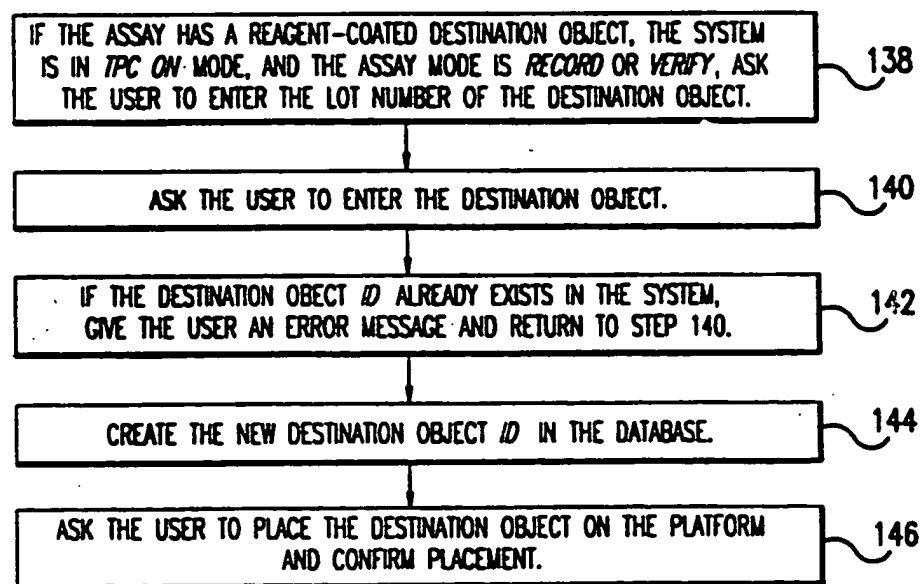 IF THE ASSAY HAS A REAGENT-COATED DESTINATION OBJECT, THE SYSTEM
IS IN TPC ON MODE, AND THE ASSAY MODE IS RECORD OR VERIFY, ASK
THE USER TO ENTER THE LOT NUMBER OF THE DESTINATION OBJECT.
138
ASK THE USER TO ENTER THE DESTINATION OBJECT.
140
IF THE DESTINATION OBECT ID ALREADY EXISTS IN THE SYSTEM,
GIVE THE USER AN ERROR MESSAGE AND RETURN TO STEP 140.
142
CREATE THE NEW DESTINATION OBJECT ID IN THE DATABASE.
144
ASK THE USER TO PLACE THE DESTINATION OBJECT ON THE PLATFORM
AND CONFIRM PLACEMENT.
146